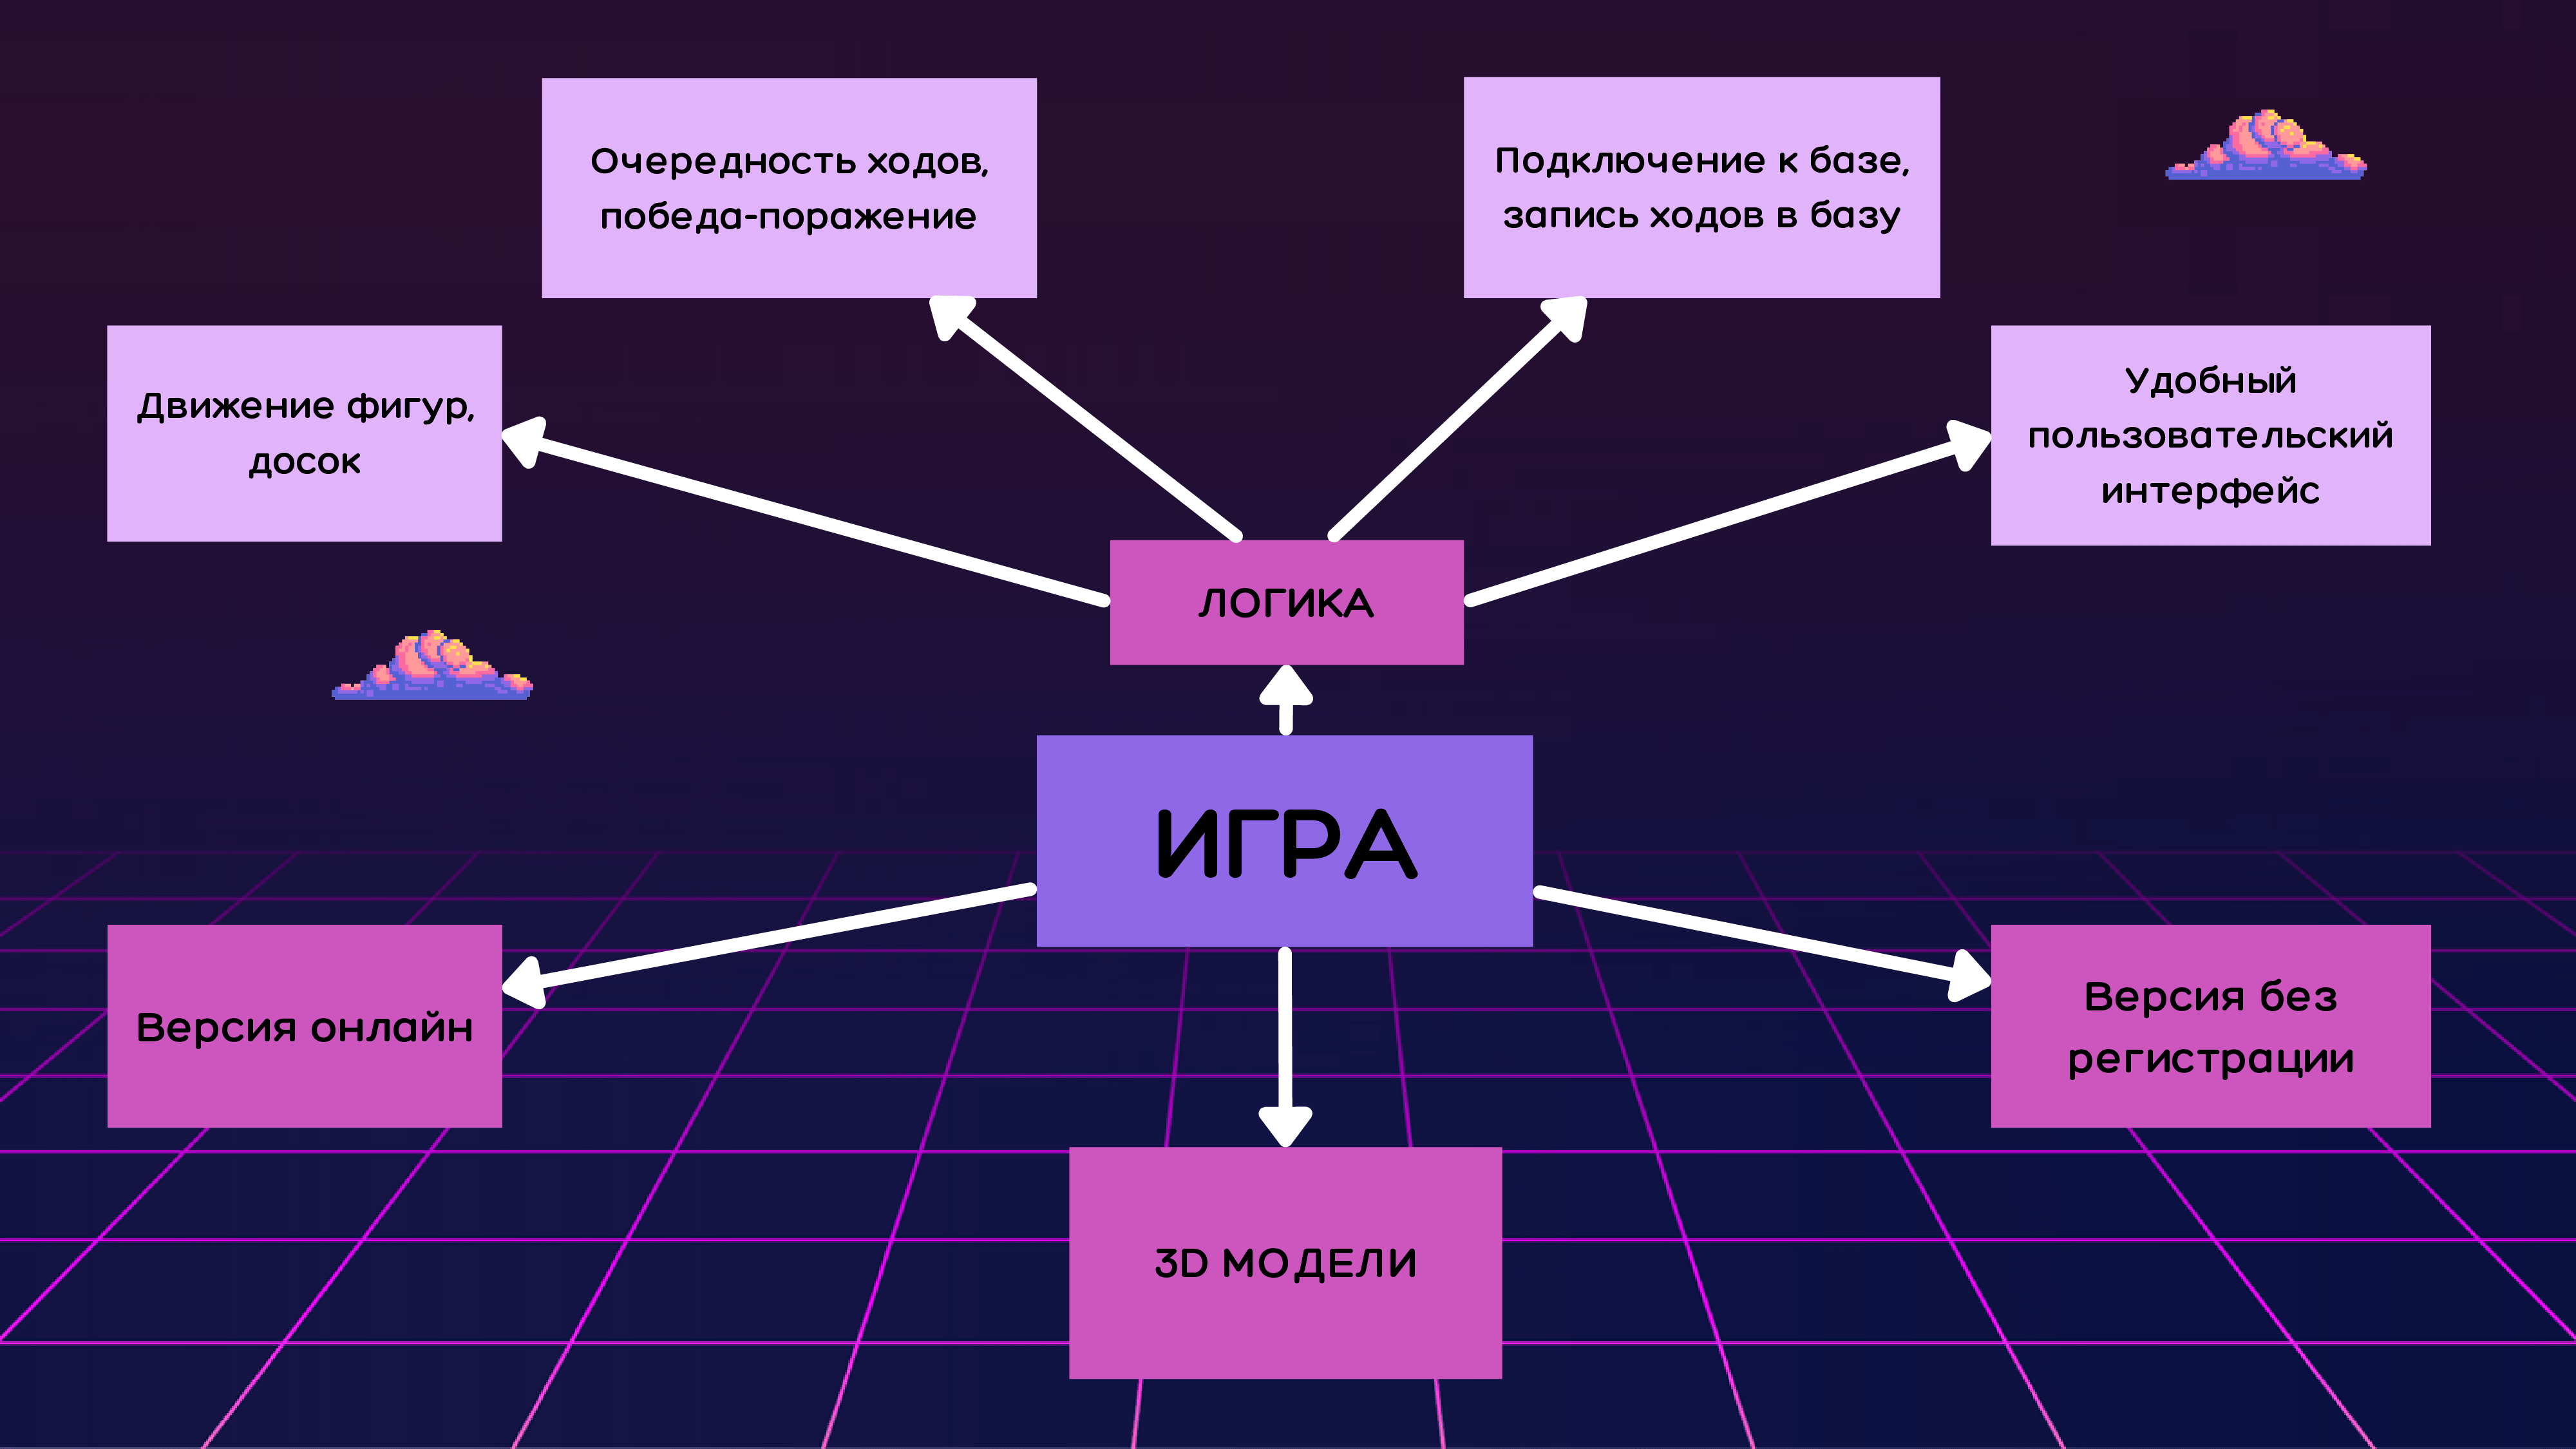 Очередность ходов,
победа-поражение
Подключение к базе,
запись ходов в базу
Движение фигур,
досок
Удобный
пользовательский
интерфейс
ЛОГИКА
ИГРА
Версия онлайн
Версия без
регистрации
3D МОДЕЛИ